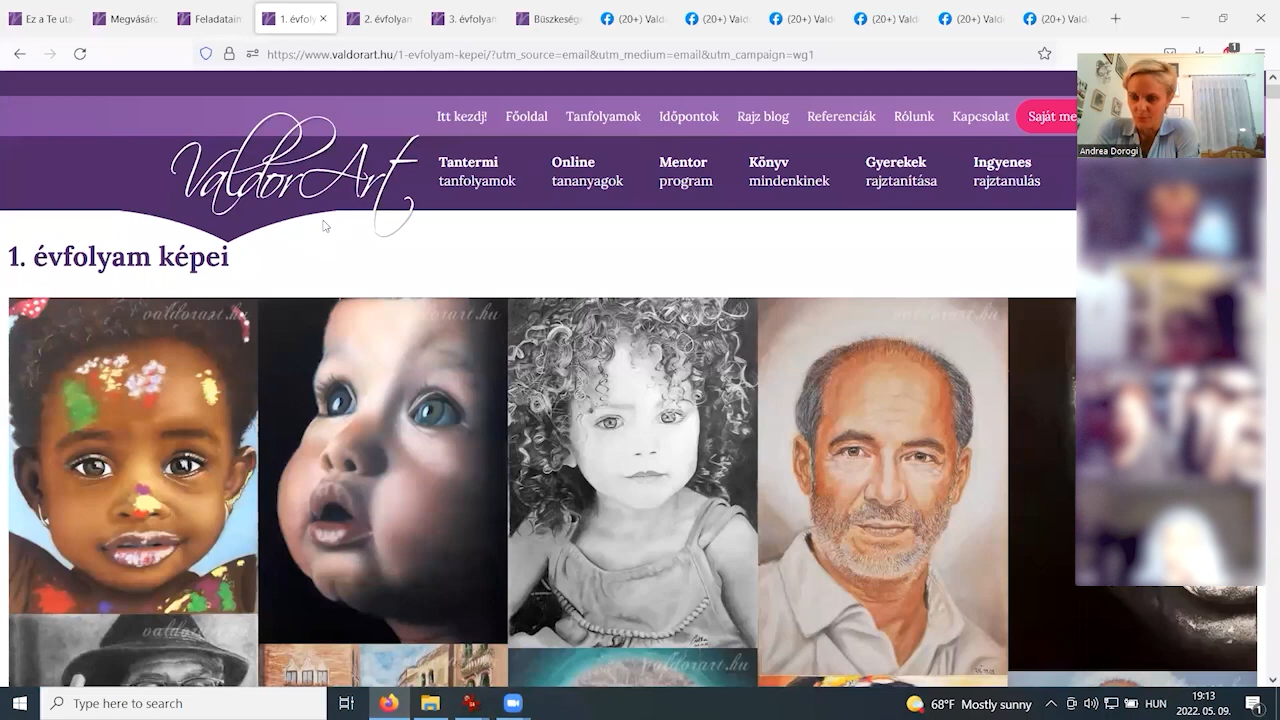 Ez a Te uta
Megvásárc
Feladatain
1. évfoly
2. évfolyan
3. évfolyan
Büszkesége
(20+) Vald
(20+) Vald
(20+) Vald
(20+) Vald
(20+) Vald
(20+) Vald
https://www.valdorart.hu/1-evfolyam-kepei/?utm_source=email&utm_medium=email&utm_campaign=wg1
1
Itt kezdj! Főoldal Tanfolyamok Időpontok Rajz blog Referenciák Rólunk Kapcsolat Saját me
ValdorArt
Tantermi tanfolyamok
Online tananyagok
Mentor program
Könyv mindenkinek
Gyerekek rajztanítása
Ingyenes rajztanulás
Andrea Dorogi
1. évfolyam képei
valdorart.hu
orart.hu
valdorart.hu
valdorart.hu
Type here to search
68°F Mostly sunny
HUN
19:13
2022. 05. 09.
1